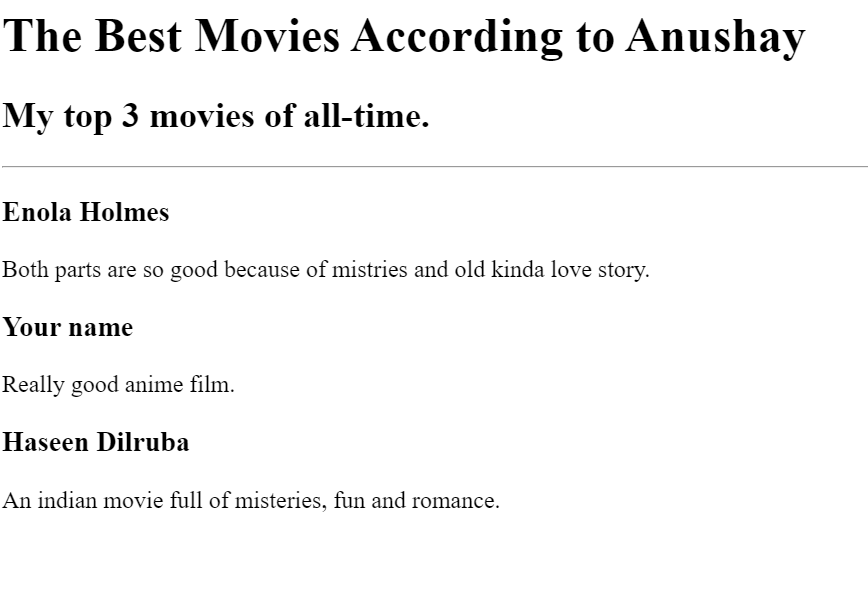 The Best Movies According to Anushay
My top 3 movies of all-time.
Enola Holmes
Both parts are so good because of mistries and old kinda love story.
Your name
Really good anime film.
Haseen Dilruba
An indian movie full of misteries, fun and romance.